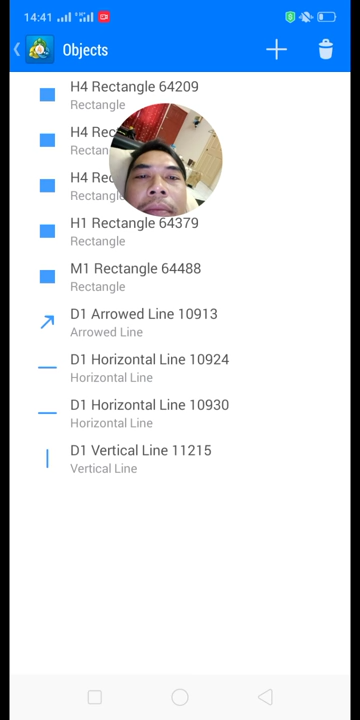 14:41
Objects
H4 Rectangle 64209
Rectangle
H4 Rec
Rectan
H4 Rec
Rectang
H1 Rectangle 64379
Rectangle
M1 Rectangle 64488
Rectangle
D1 Arrowed Line 10913
Arrowed Line
D1 Horizontal Line 10924
Horizontal Line
D1 Horizontal Line 10930
Horizontal Line
D1 Vertical Line 11215
Vertical Line